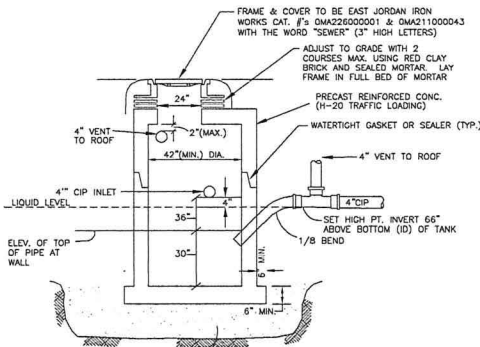 FRAME & COVER TO BE EAST JORDAN IRON
WORKS CAT. #'s OMA226000001 & OMA211000043
WITH THE WORD "SEWER" (3" HIGH LETTERS)
ADJUST TO GRADE WITH 2
COURSES MAX. USING RED CLAY
BRICK AND SEALED MORTAR. LAY
FRAME IN FULL BED OF MORTAR
24"
PRECAST REINFORCED CONC.
(H-20 TRAFFIC LOADING)
4" VENT
TO ROOF
2"(MAX.)
WATERTIGHT GASKET OR SEALER (TYP.)
42"(MIN.) DIA.
4" VENT TO ROOF
4"" CIP INLET
4"
4"CIP
LIQUID LEVEL
36"
SET HIGH PT. INVERT 66"
ABOVE BOTTOM (ID) OF TANK
1/8 BEND
ELEV. OF TOP
OF PIPE AT
WALL
30"
6" MIN.
6" MIN.